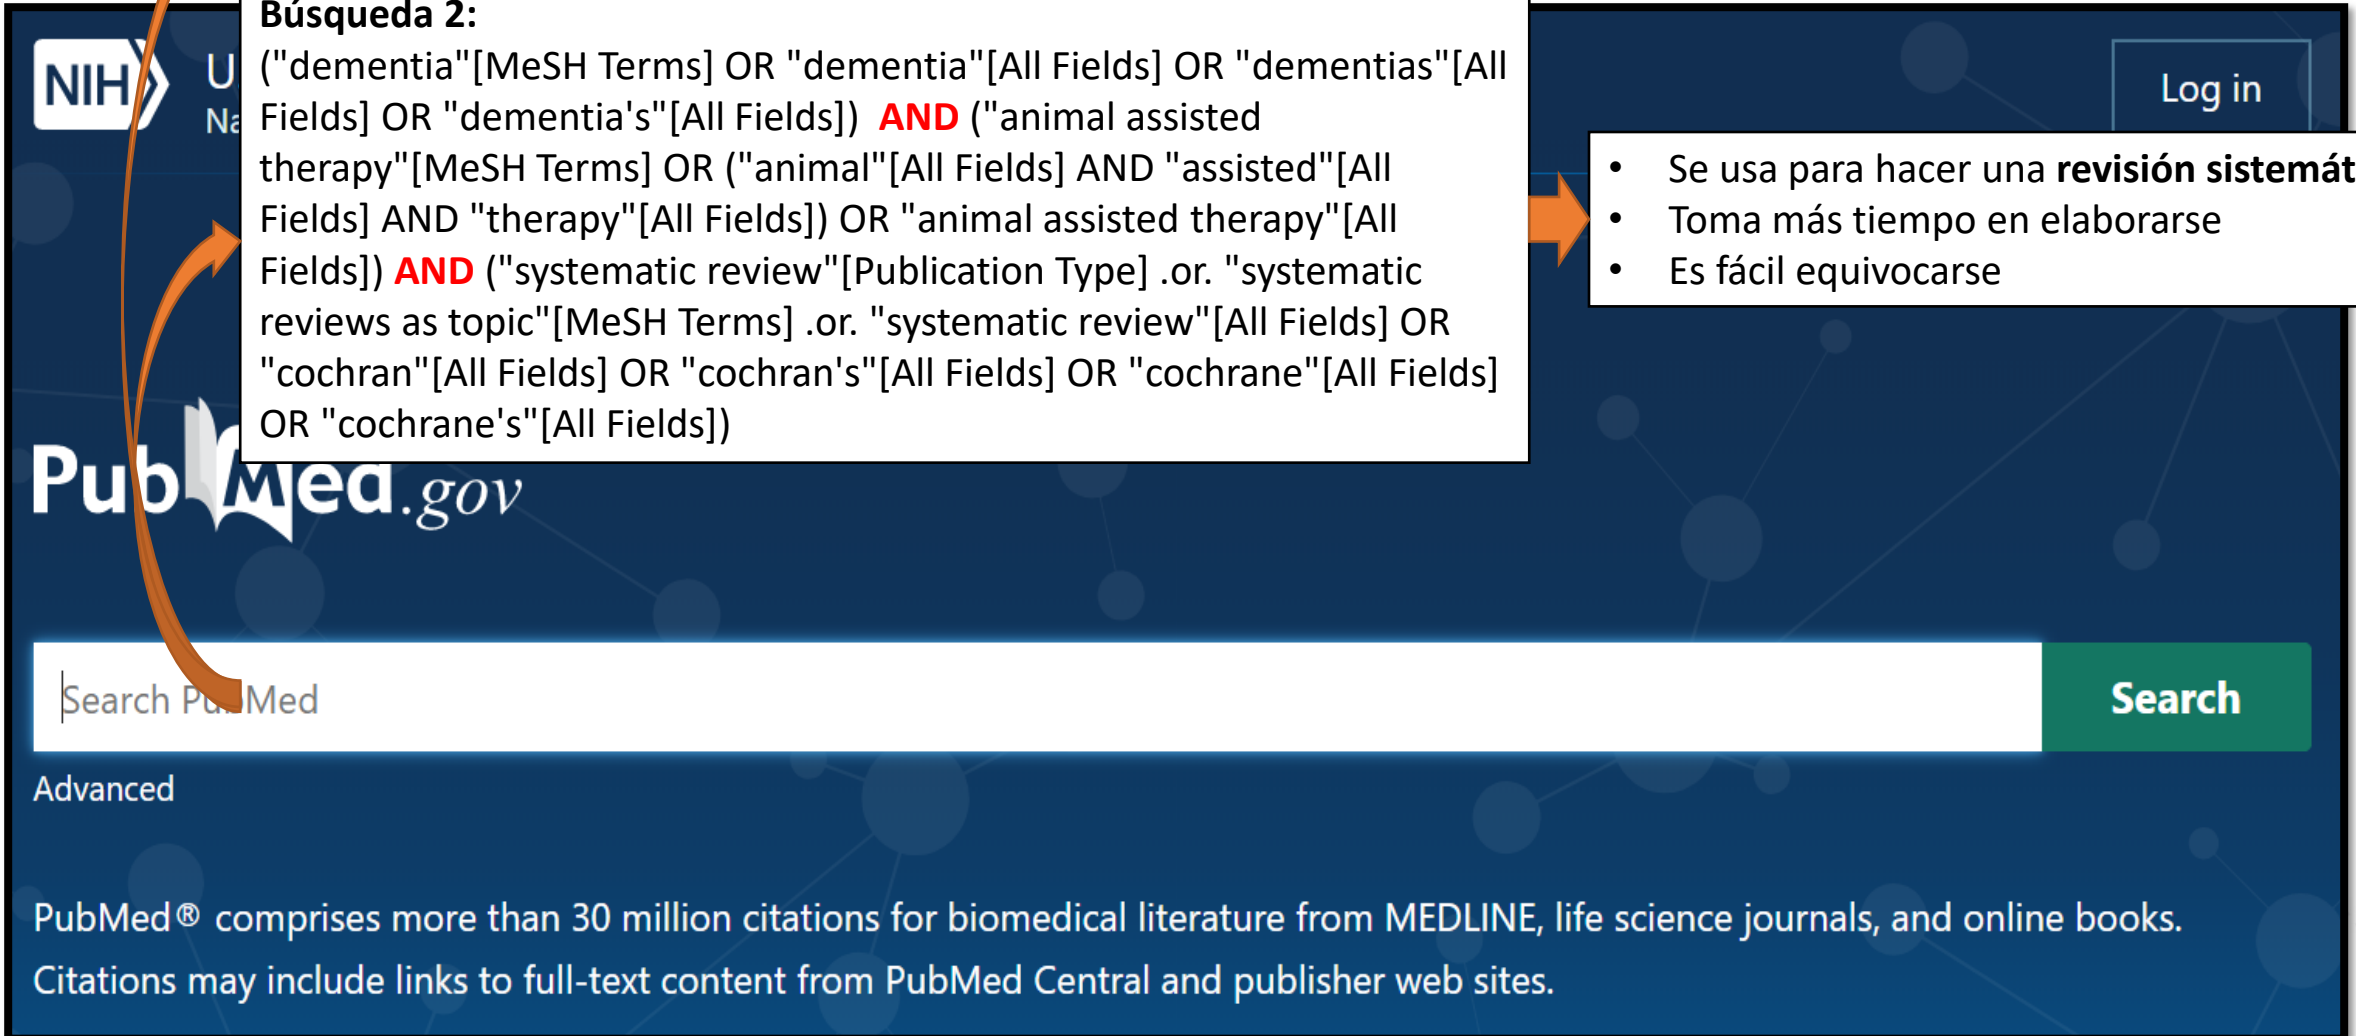 Búsqueda 2:
("dementia"[MeSH Terms] OR "dementia"[All Fields] OR "dementias"[All
Fields] OR "dementia's"[All Fields])  AND ("animal assisted
therapy"[MeSH Terms] OR ("animal"[All Fields] AND "assisted"[All
Fields] AND "therapy"[All Fields]) OR "animal assisted therapy"[All
Fields]) AND ("systematic review"[Publication Type] .or. "systematic
reviews as topic"[MeSH Terms] .or. "systematic review"[All Fields] OR
"cochran"[All Fields] OR "cochran's"[All Fields] OR "cochrane"[All Fields]
OR "cochrane's"[All Fields])
NIH
Log in
• Se usa para hacer una revisión sistemát
• Toma más tiempo en elaborarse
• Es fácil equivocarse
PubMed.gov
Search PubMed
Search
Advanced
PubMed® comprises more than 30 million citations for biomedical literature from MEDLINE, life science journals, and online books.
Citations may include links to full-text content from PubMed Central and publisher web sites.